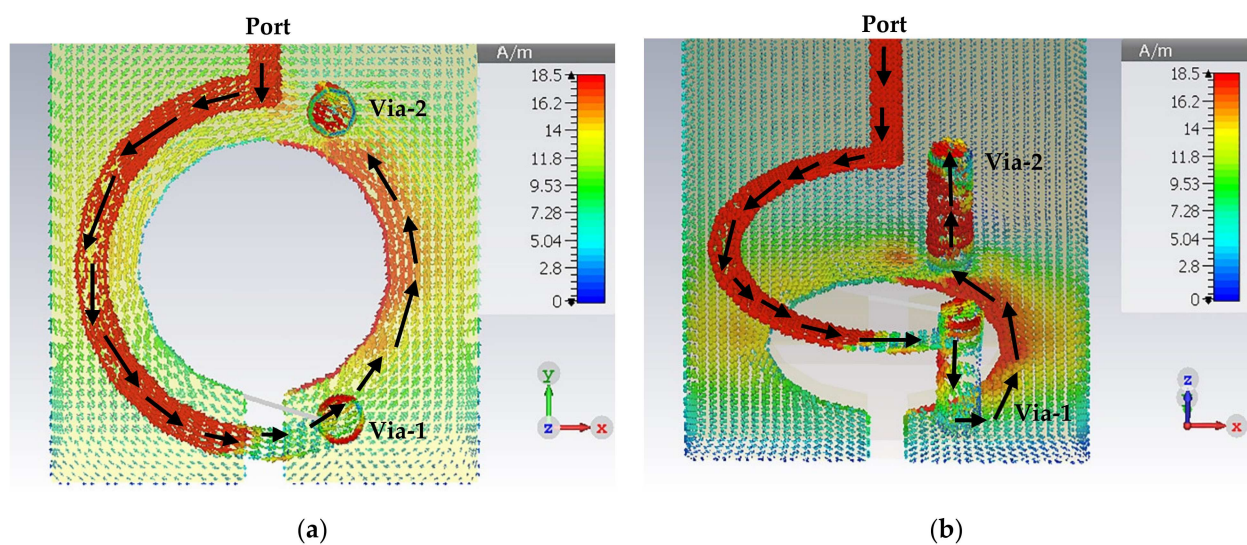 Port
A/m
18.5
16.2
14
11.8
9.53
7.28
5.04
2.8
0
Via-2
Via-1
y
z
x
(a)
Port
A/m
18.5
16.2
14
11.8
9.53
7.28
5.04
2.8
0
Via-2
Via-1
z
x
(b)